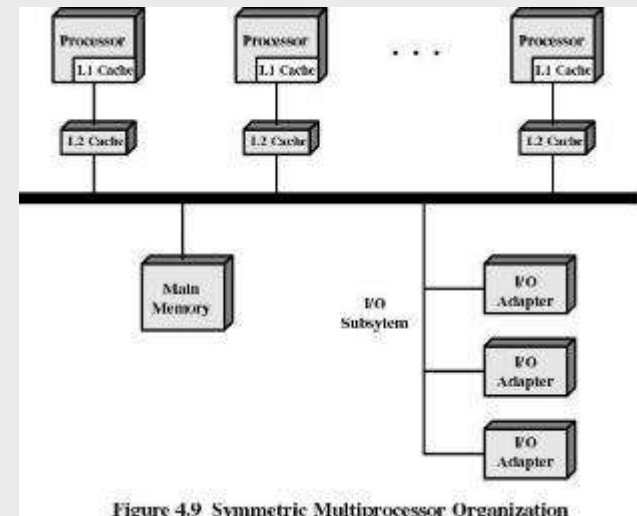 Processor
L1 Cache
L2 Cache
Processor
L1 Cache
L2 Cache
. . .
Processor
L1 Cache
L2 Cache
Main
Memory
I/O
Subsytem
I/O
Adapter
I/O
Adapter
I/O
Adapter
Figure 4.9 Symmetric Multiprocessor Organization